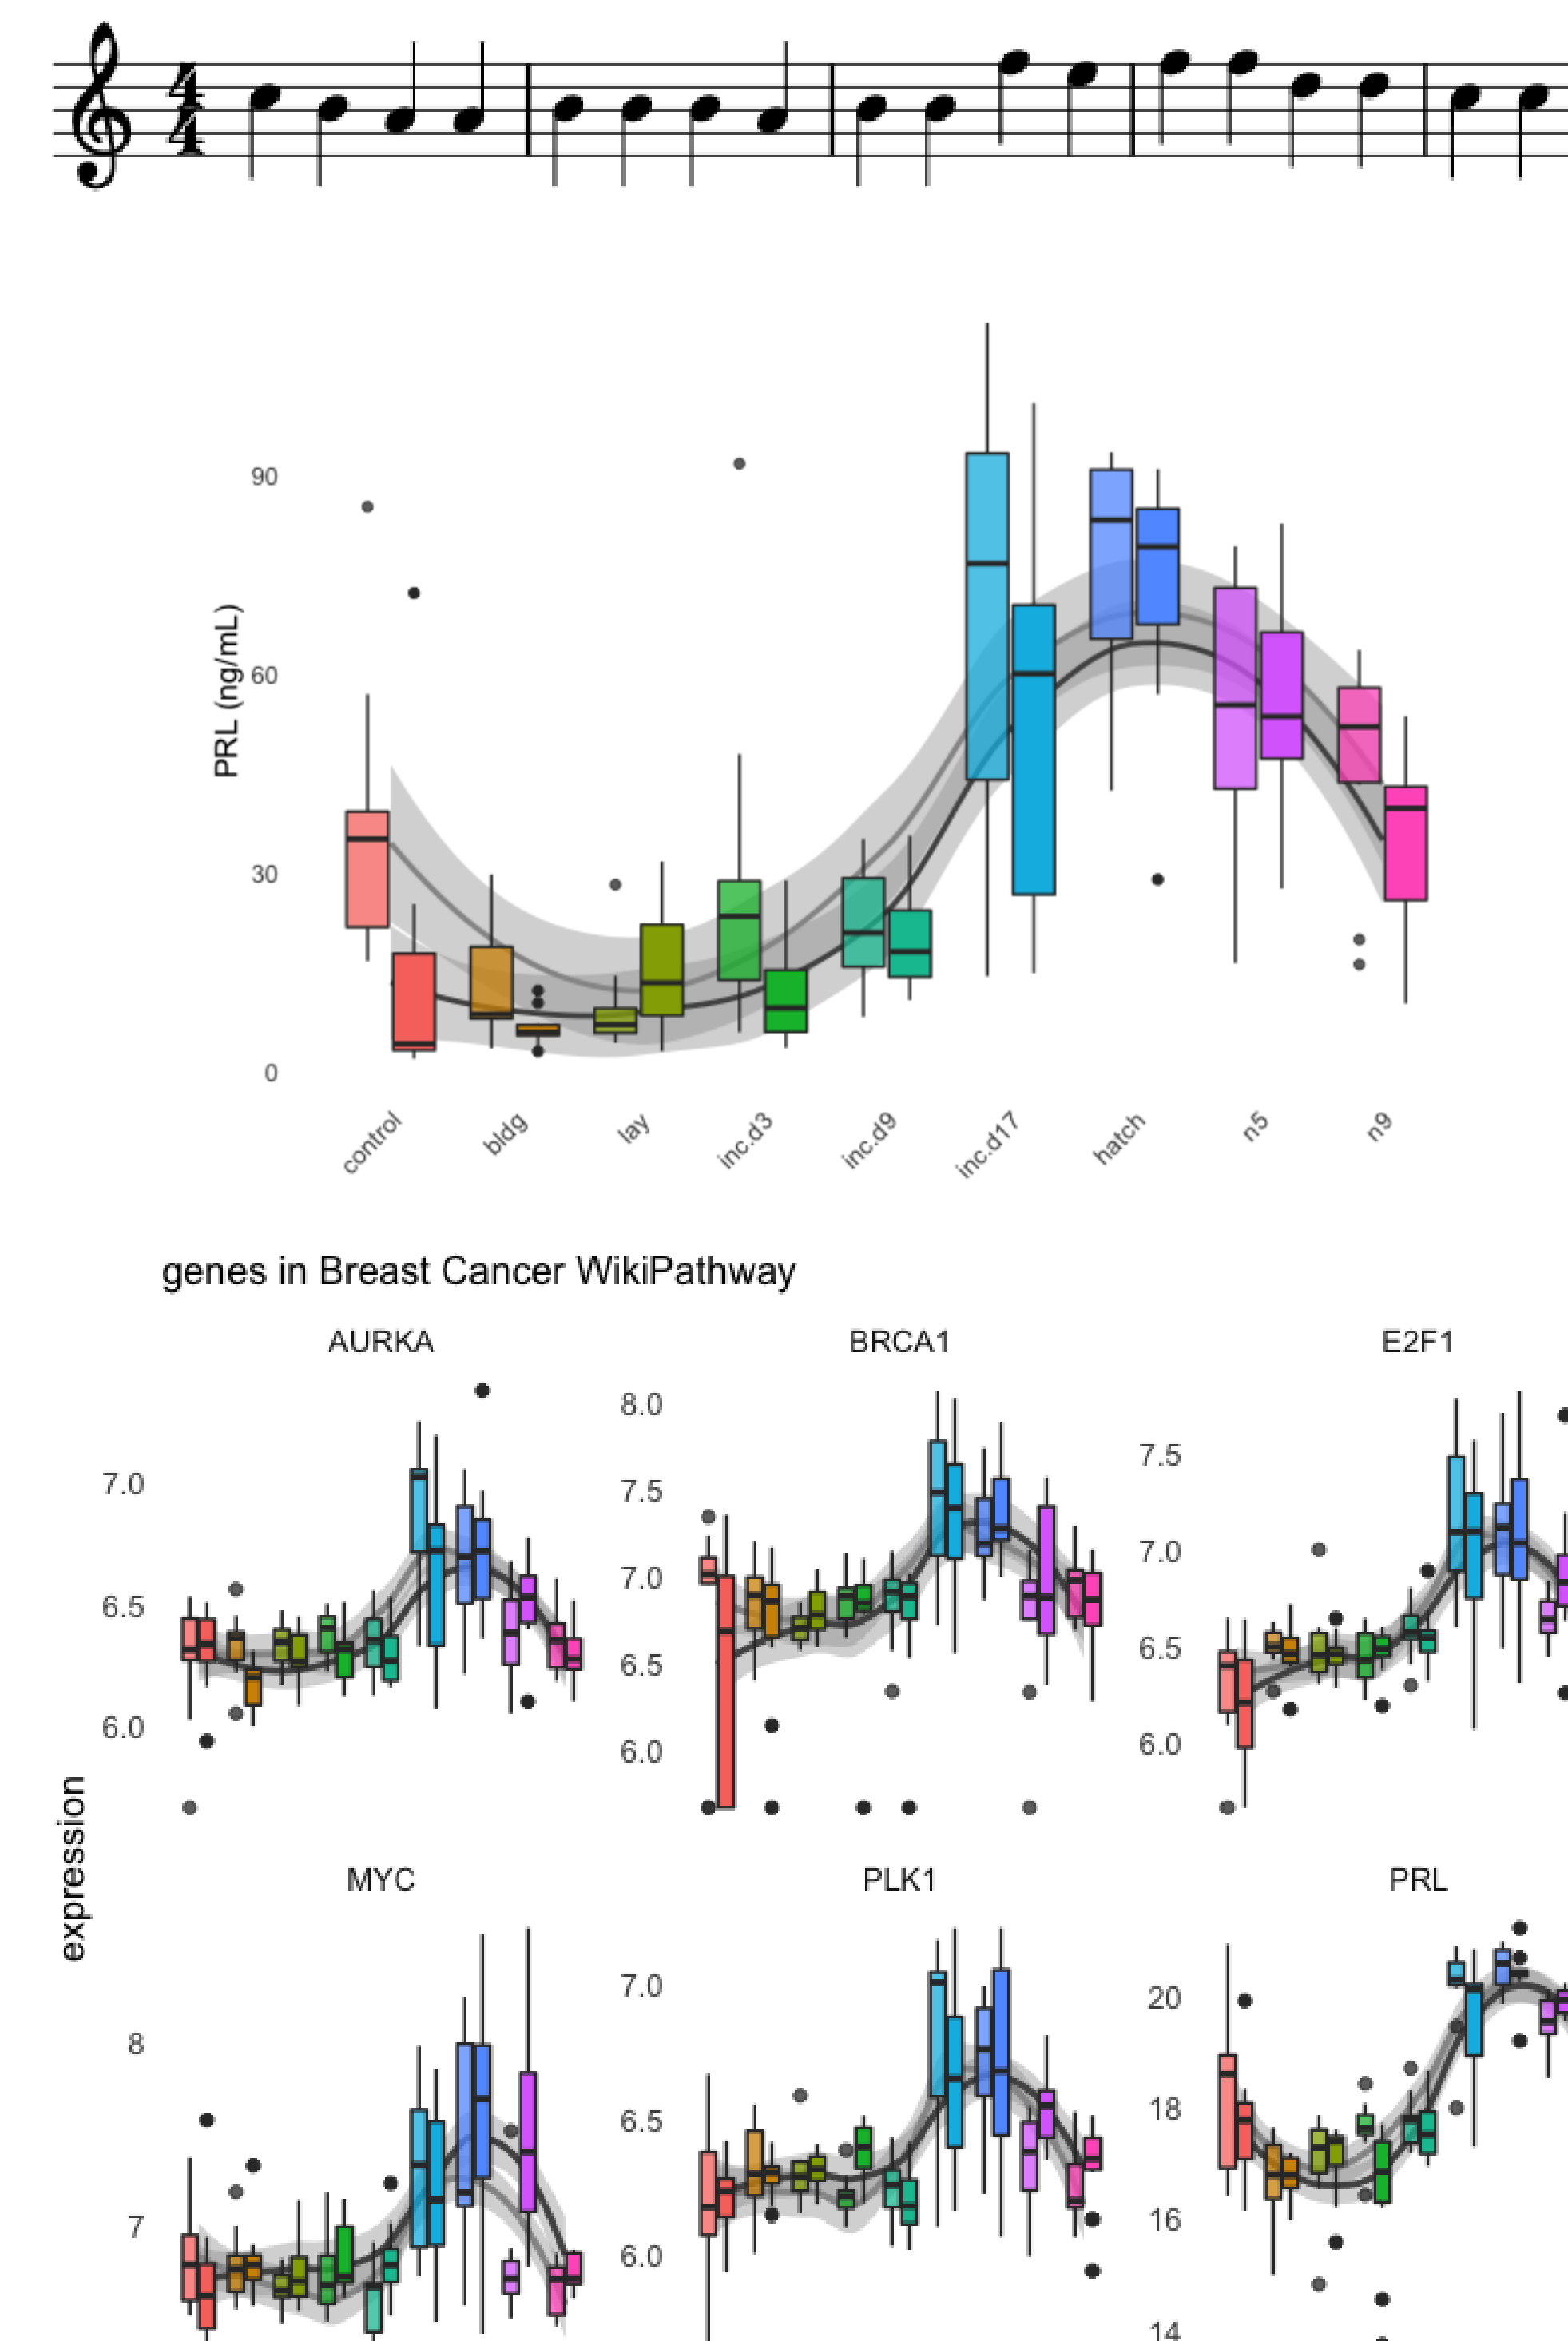 4
4
90
60
30
0
PRL (ng/mL)
control
bldg
lay
inc.d3
inc.d9
inc.d17
hatch
n5
n9
genes in Breast Cancer WikiPathway
AURKA
BRCA1
E2F1
7.0
6.5
6.0
8.0
7.5
7.0
6.5
6.0
7.5
7.0
6.5
6.0
expression
MYC
PLK1
PRL
8
7
7.0
6.5
6.0
20
18
16
14